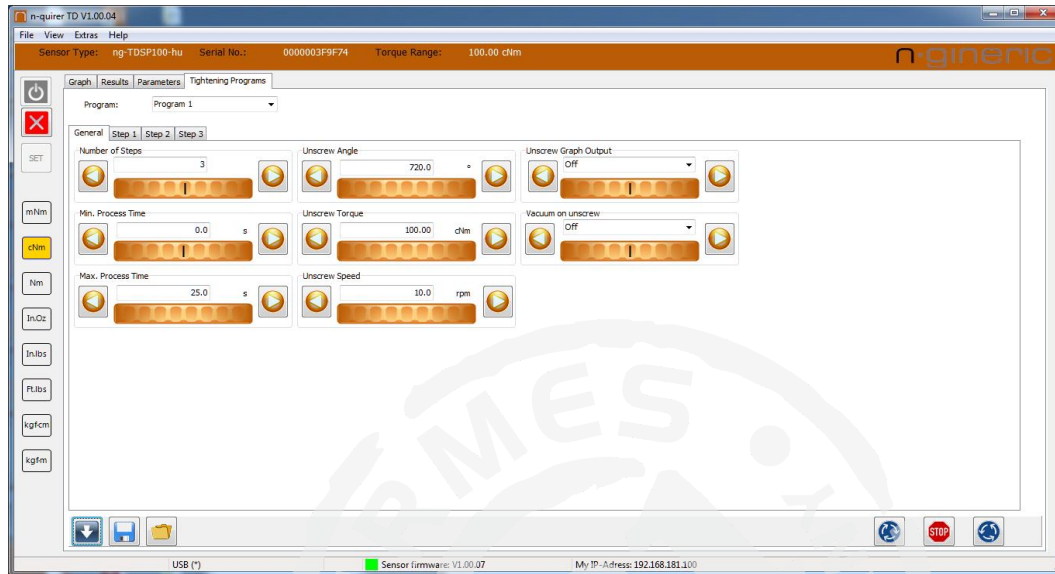 n-quirer TD V1.00.04
File View Extras Help
Sensor Type: ng-TDSP100-hu Serial No.: 0000003F9F74 Torque Range: 100.00 cNm
n-gineric
Graph Results Parameters Tightening Programs
Program: Program 1
General Step 1 Step 2 Step 3
Number of Steps Unscrew Angle Unscrew Graph Output
3 720.0 ° Off
SET
Min. Process Time Unscrew Torque Vacuum on unscrew
mNm
0.0 s 100.00 cNm Off
cNm
Max. Process Time Unscrew Speed
Nm
25.0 s 10.0 rpm
In.Oz
In.lbs
Ft.lbs
kgfcm
kgfm
STOP
USB (*) Sensor firmware: V1.00.07 My IP-Adress: 192.168.181.100